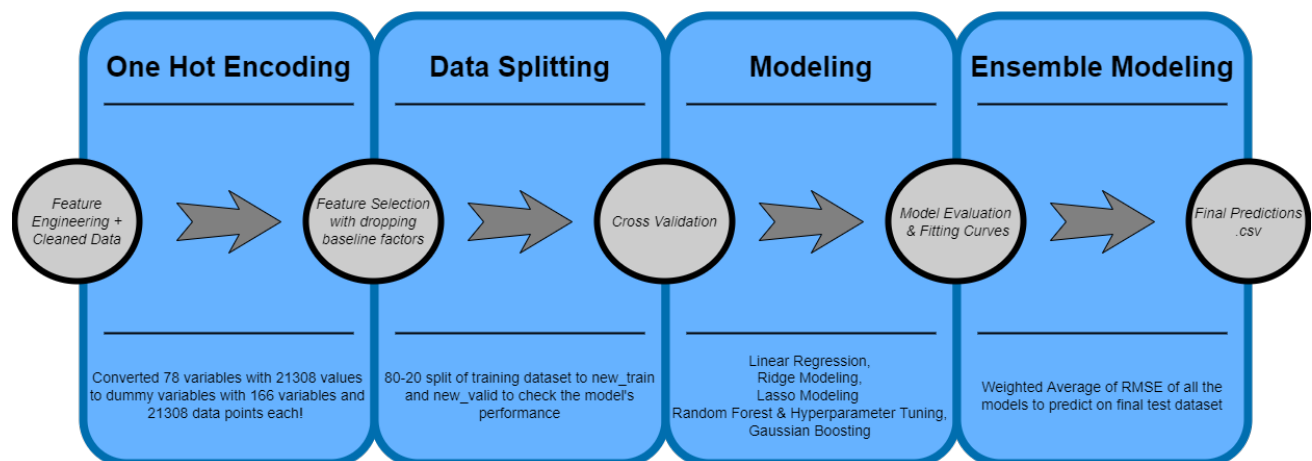 One Hot Encoding
Data Splitting
Modeling
Ensemble Modeling
Feature
Engineering +
Cleaned Data
Feature Selection
with dropping
baseline factors
Cross Validation
Model Evaluation
& Fitting Curves
Final Predictions
.csv
Converted 78 variables with 21308 values
to dummy variables with 166 variables and
21308 data points each!
80-20 split of training dataset to new_train
and new_valid to check the model's
performance
Linear Regression,
Ridge Modeling,
Lasso Modeling
Random Forest & Hyperparameter Tuning,
Gaussian Boosting
Weighted Average of RMSE of all the
models to predict on final test dataset